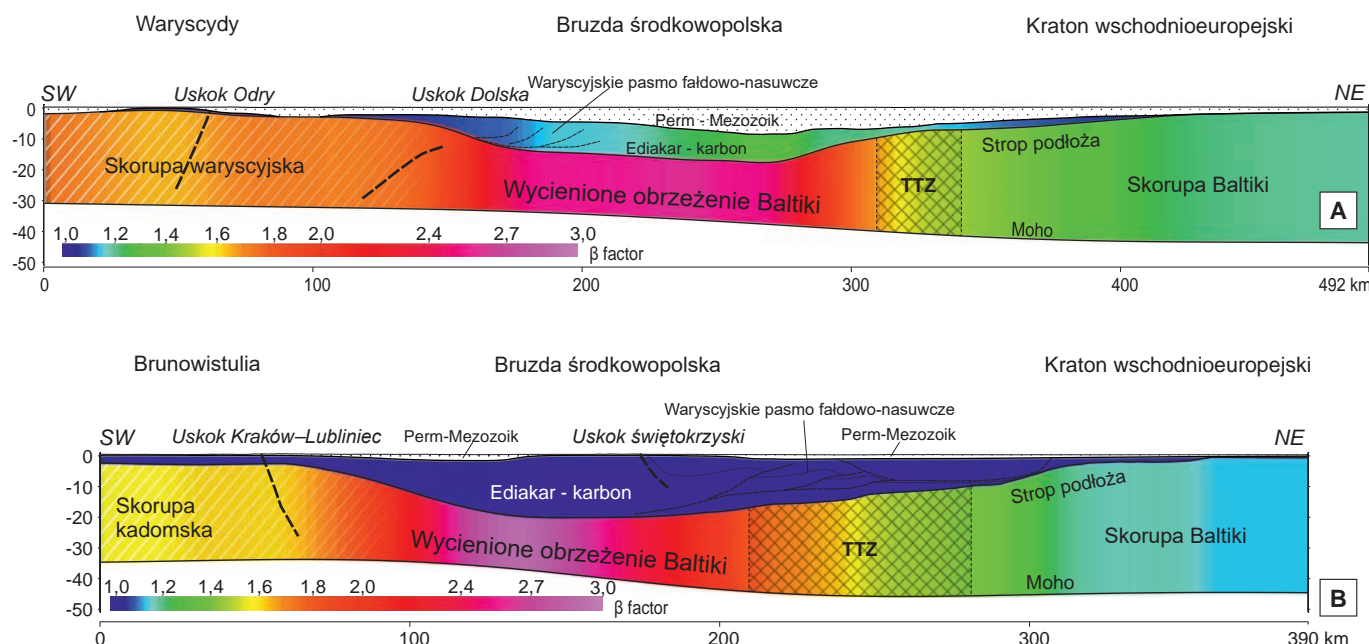 Waryscydy Bruzda środkowopolska Kraton wschodnioeuropejski
SW Uskok Odry Uskok Dolska Waryscyjskie pasmo fałdowo-nasuwcze NE
0
-10
-20
-30
-40
-50
Perm - Mezozoik
Ediakar - karbon
Strop podłoża
Skorupa waryscyjska
Wycienione obrzeżenie Baltiki
TTZ
Skorupa Baltiki
Moho
A
1,0 1,2 1,4 1,6 1,8 2,0 2,4 2,7 3,0
β factor
0 100 200 300 400 492 km
Brunowistulia Bruzda środkowopolska Kraton wschodnioeuropejski
Waryscyjskie pasmo fałdowo-nasuwcze
SW Uskok Kraków–Lubliniec Perm-Mezozoik Uskok świętokrzyski Perm-Mezozoik NE
0
-10
-20
-30
-40
-50
Ediakar - karbon
Strop podłoża
Skorupa
kadomska
Wycienione obrzeżenie Baltiki
TTZ
Skorupa Baltiki
Moho
B
1,0 1,2 1,4 1,6 1,8 2,0 2,4 2,7 3,0
β factor
0 100 200 300 390 km